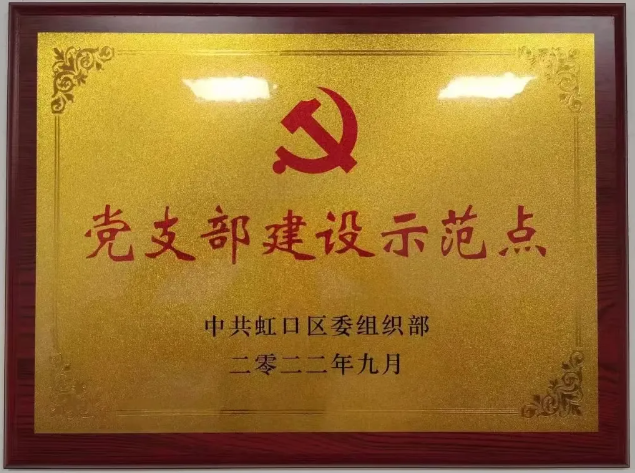 党支部建设示范点
中共虹口区委组织部
二零二二年九月